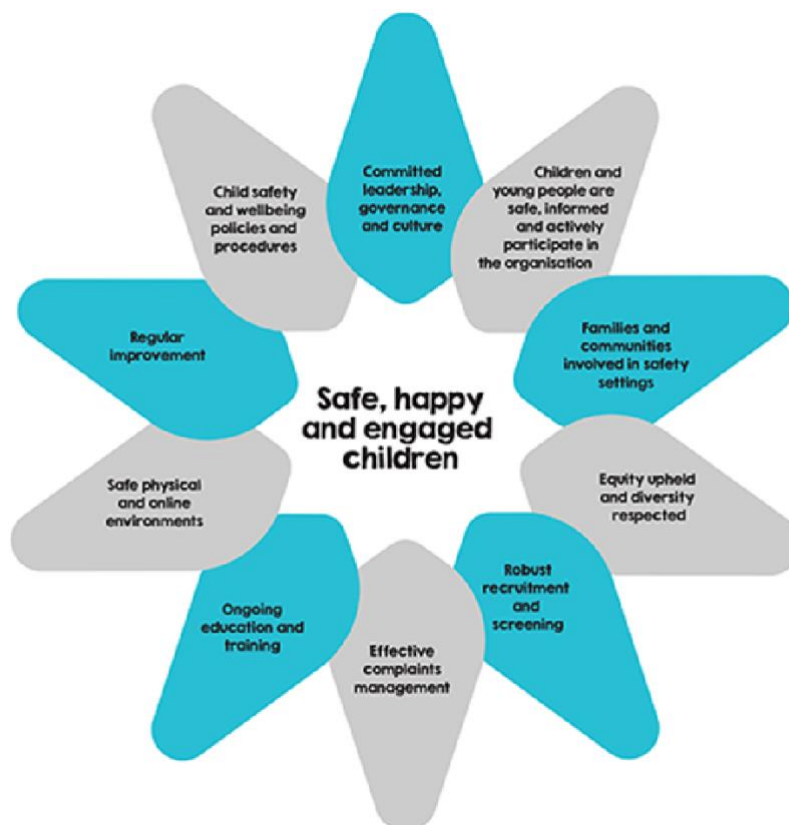 Committed
leadership,
governance
and culture
Children and
young people are
safe, informed
and actively
participate in
the organisation
Families and
communities
involved in safety
settings
Equity upheld
and diversity
respected
Robust
recruitment
and
screening
Effective
complaints
management
Ongoing
education and
training
Safe physical
and online
environments
Regular
improvement
Child safety
and wellbeing
policies and
procedures
Safe, happy
and engaged
children